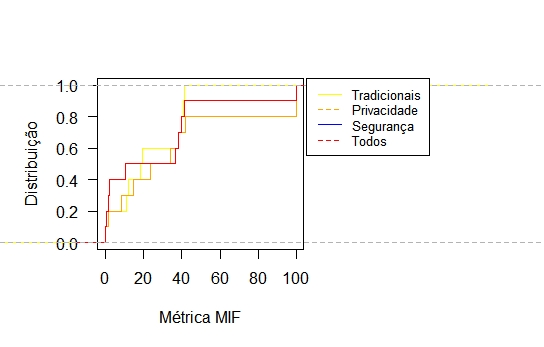 1.0
0.8
0.6
0.4
0.2
0.0
Distribuição
0 20 40 60 80 100
Métrica MIF
Tradicionais
Privacidade
Segurança
Todos